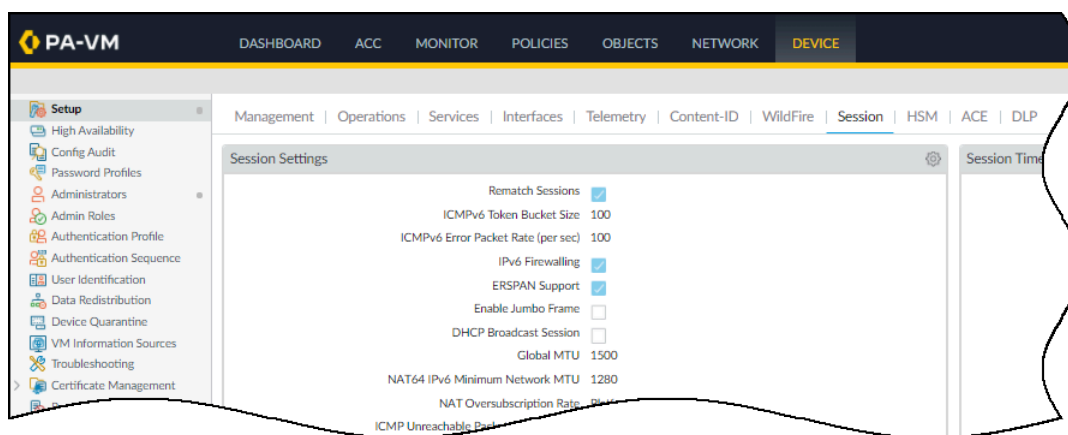 PA-VM
DASHBOARD ACC MONITOR POLICIES OBJECTS NETWORK DEVICE
Setup
High Availability
Config Audit
Password Profiles
Administrators
Admin Roles
Authentication Profile
Authentication Sequence
User Identification
Data Redistribution
Device Quarantine
VM Information Sources
Troubleshooting
Certificate Management
Management | Operations | Services | Interfaces | Telemetry | Content-ID | WildFire | Session | HSM | ACE | DLP
Session Settings
Rematch Sessions
ICMPv6 Token Bucket Size 100
ICMPv6 Error Packet Rate (per sec) 100
IPv6 Firewalling
ERSPAN Support
Enable Jumbo Frame
DHCP Broadcast Session
Global MTU 1500
NAT64 IPv6 Minimum Network MTU 1280
NAT Oversubscription Rate
ICMP Unreachable
Session Time